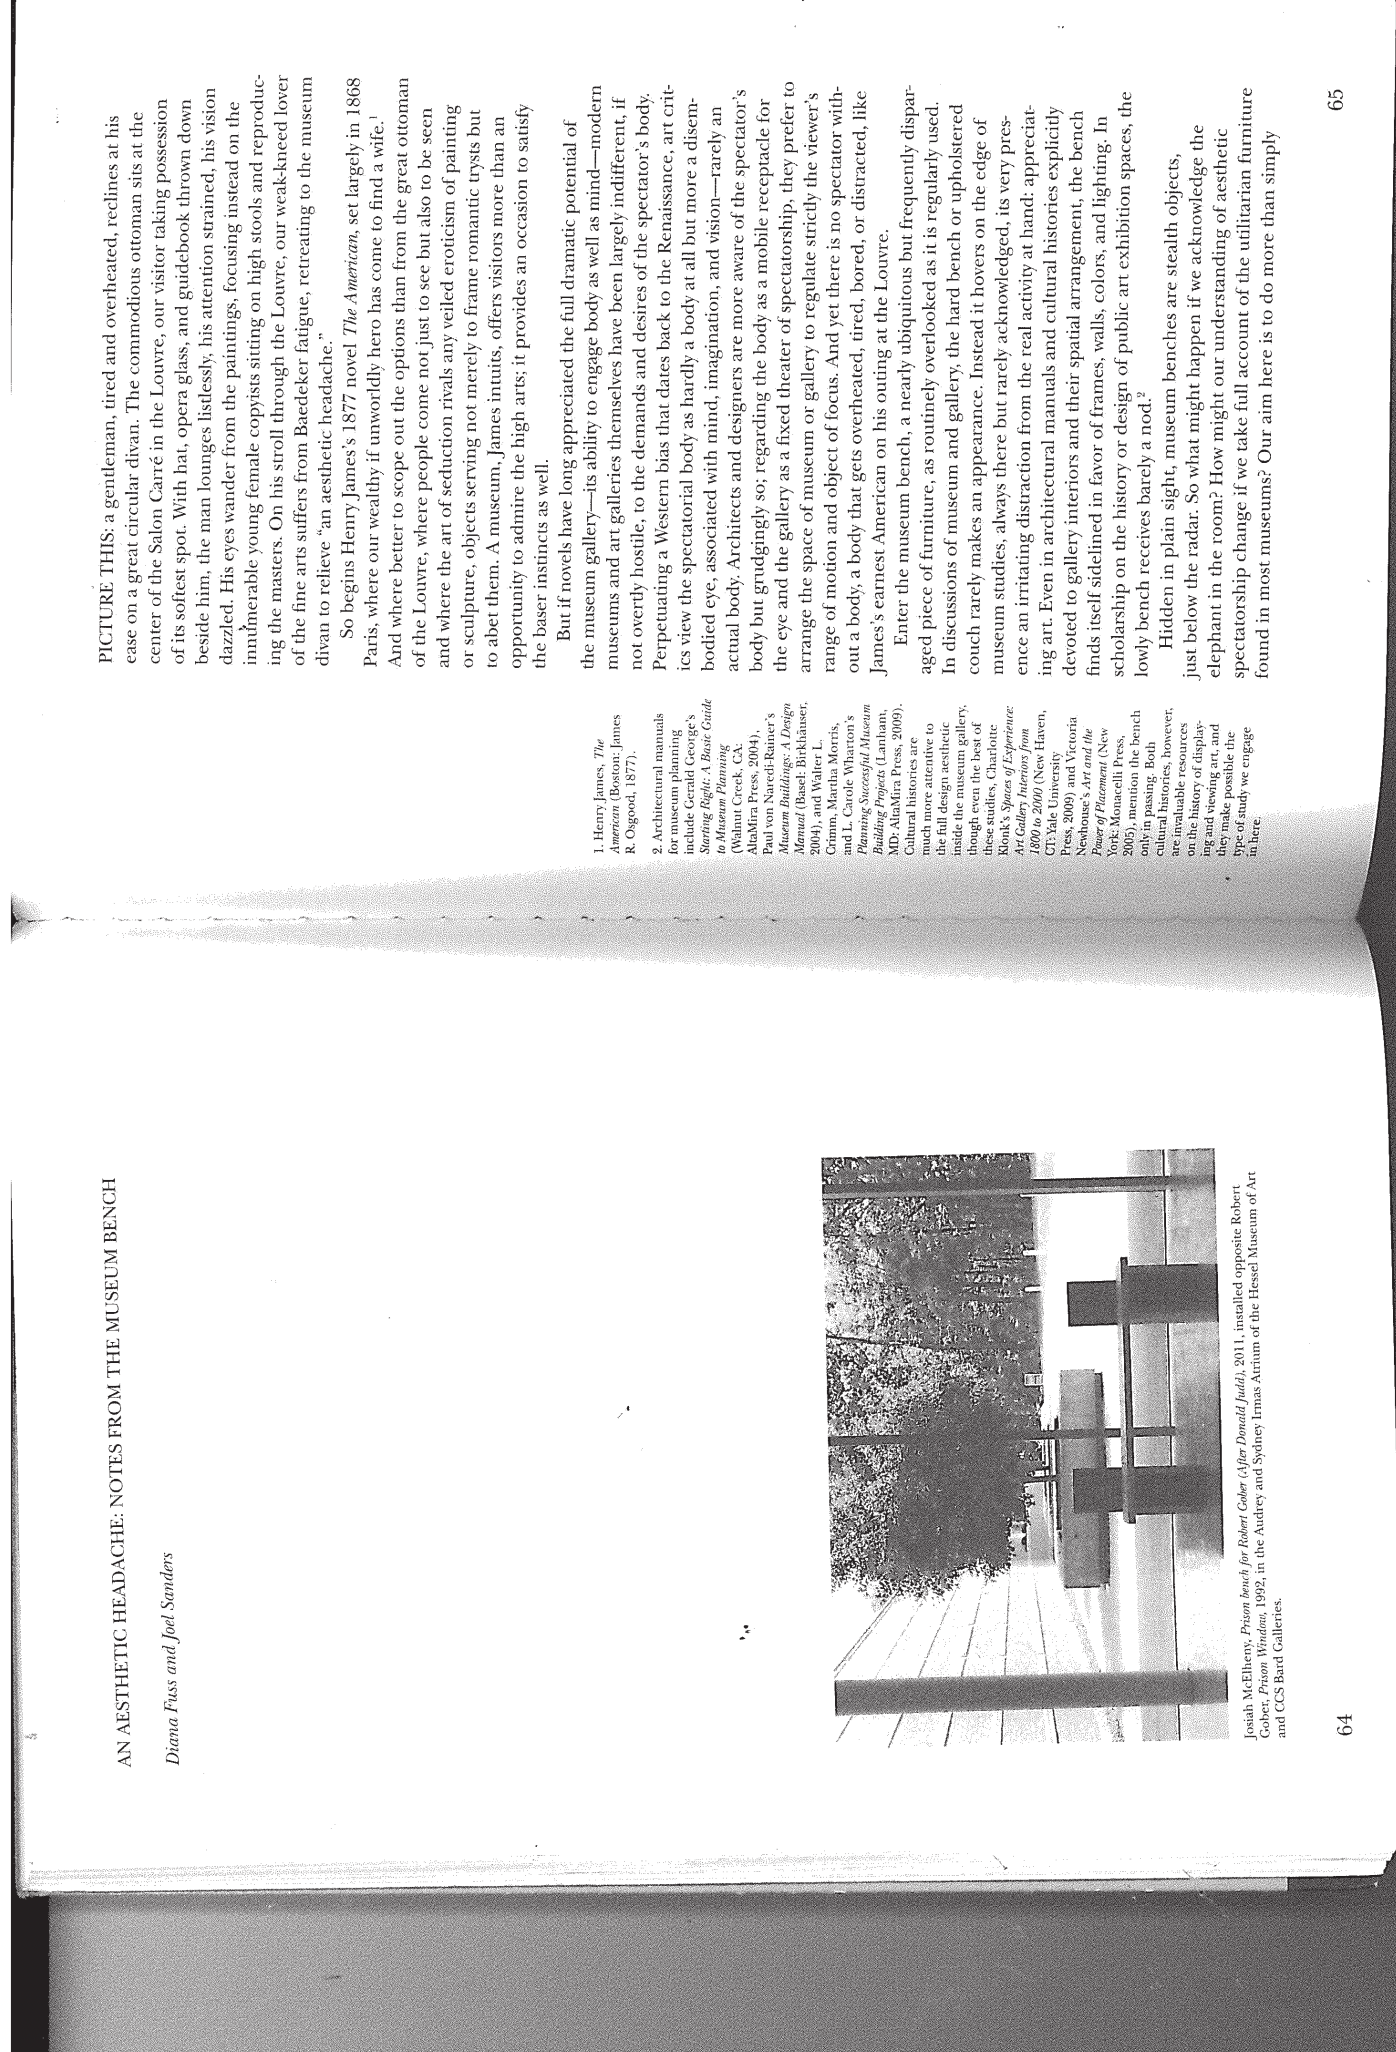 AN AESTHETIC HEADACHE: NOTES FROM THE MUSEUM BENCH
Diana Fuss and Joel Sanders
Josiah McElheny, Prison bench for Robert Gober (After Donald Judd), 2011, installed opposite Robert
Gober, Prison Window, 1992, in the Audrey and Sydney Irmas Atrium of the Hessel Museum of Art
and CCS Bard Galleries.
64
PICTURE THIS: a gentleman, tired and overheated, reclines at his
ease on a great circular divan. The commodious ottoman sits at the
center of the Salon Carré in the Louvre, our visitor taking possession
of its softest spot. With hat, opera glass, and guidebook thrown down
beside him, the man lounges listlessly, his attention strained, his vision
dazzled. His eyes wander from the paintings, focusing instead on the
innumerable young female copyists sitting on high stools and reproduc-
ing the masters. On his stroll through the Louvre, our weak-kneed lover
of the fine arts suffers from Baedeker fatigue, retreating to the museum
divan to relieve “an aesthetic headache.”
So begins Henry James’s 1877 novel The American, set largely in 1868
Paris, where our wealthy if unworldly hero has come to find a wife.1
And where better to scope out the options than from the great ottoman
of the Louvre, where people come not just to see but also to be seen
and where the art of seduction rivals any veiled eroticism of painting
or sculpture, objects serving not merely to frame romantic trysts but
to abet them. A museum, James intuits, offers visitors more than an
opportunity to admire the high arts; it provides an occasion to satisfy
the baser instincts as well.
But if novels have long appreciated the full dramatic potential of
the museum gallery—its ability to engage body as well as mind—modern
museums and art galleries themselves have been largely indifferent, if
not overtly hostile, to the demands and desires of the spectator’s body.
Perpetuating a Western bias that dates back to the Renaissance, art crit-
ics view the spectatorial body as hardly a body at all but more a disem-
bodied eye, associated with mind, imagination, and vision—rarely an
actual body. Architects and designers are more aware of the spectator’s
body but grudgingly so; regarding the body as a mobile receptacle for
the eye and the gallery as a fixed theater of spectatorship, they prefer to
arrange the space of museum or gallery to regulate strictly the viewer’s
range of motion and object of focus. And yet there is no spectator with-
out a body, a body that gets overheated, tired, bored, or distracted, like
James’s earnest American on his outing at the Louvre.
Enter the museum bench, a nearly ubiquitous but frequently dispar-
aged piece of furniture, as routinely overlooked as it is regularly used.
In discussions of museum and gallery, the hard bench or upholstered
couch rarely makes an appearance. Instead it hovers on the edge of
museum studies, always there but rarely acknowledged, its very pres-
ence an irritating distraction from the real activity at hand: appreciat-
ing art. Even in architectural manuals and cultural histories explicitly
devoted to gallery interiors and their spatial arrangement, the bench
finds itself sidelined in favor of frames, walls, colors, and lighting. In
scholarship on the history or design of public art exhibition spaces, the
lowly bench receives barely a nod.2
Hidden in plain sight, museum benches are stealth objects,
just below the radar. So what might happen if we acknowledge the
elephant in the room? How might our understanding of aesthetic
spectatorship change if we take full account of the utilitarian furniture
found in most museums? Our aim here is to do more than simply
1. Henry James, The
American (Boston: James
R. Osgood, 1877).
2. Architectural manuals
for museum planning
include Gerald George’s
Starting Right: A Basic Guide
to Museum Planning
(Walnut Creek, CA:
AltaMira Press, 2004),
Paul von Naredi-Rainer’s
Museum Buildings: A Design
Manual (Basel: Birkhäuser,
2004), and Walter L.
Crimm, Martha Morris,
and L. Carole Wharton’s
Planning Successful Museum
Building Projects (Lanham,
MD: AltaMira Press, 2009).
Cultural histories are
much more attentive to
the full design aesthetic
inside the museum gallery,
though even the best of
these studies, Charlotte
Klonk’s Spaces of Experience:
Art Gallery Interiors from
1800 to 2000 (New Haven,
CT: Yale University
Press, 2009) and Victoria
Newhouse’s Art and the
Power of Placement (New
York: Monacelli Press,
2005), mention the bench
only in passing. Both
cultural histories, however,
are invaluable resources
on the history of display-
ing and viewing art, and
they make possible the
type of study we engage
in here.
65